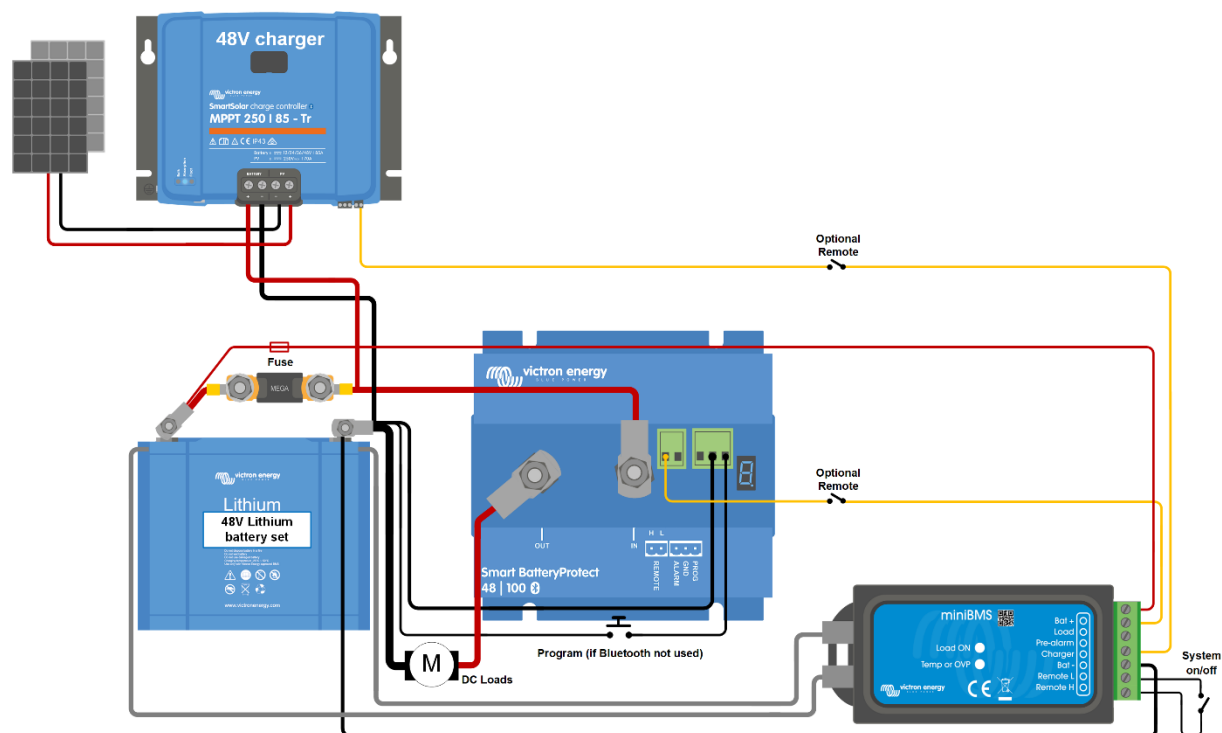 48V charger
victron energy
SmartSolar charge controller
MPPT 250 | 85 - Tr
IP43
BATTERY
PV
Optional
Remote
Fuse
MEGA
victron energy
BLUE POWER
victron energy
Lithium
48V Lithium
battery set
www.victronenergy.com
Optional
Remote
OUT
IN
H L
REMOTE
ALARM
GND
PROG
Smart BatteryProtect
48 | 100
Program (if Bluetooth not used)
M
DC Loads
miniBMS
Load ON
Temp or OVP
victron energy
Bat +
Load
Pre-alarm
Charger
Bat -
Remote L
Remote H
System
on/off